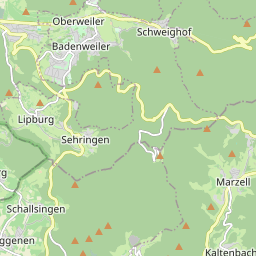 Oberweiler
Schweighof
Badenweiler
Lipburg
Sehringen
Marzell
Schallsingen
Kaltenbach